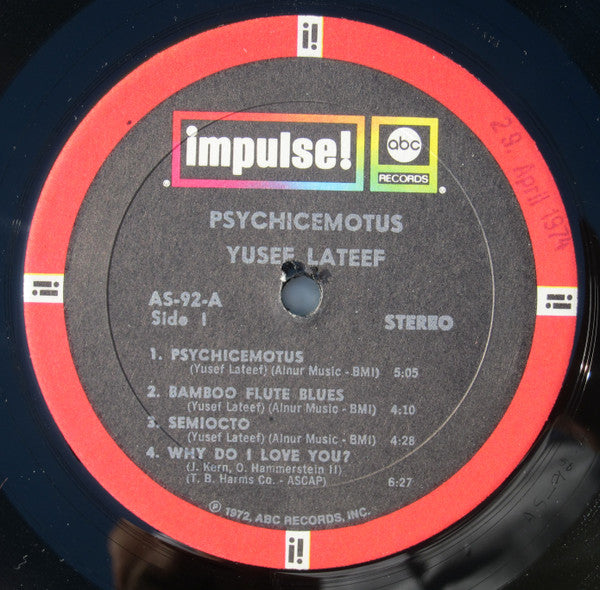 i!
impulse!
abc
RECORDS
29. April 1974
PSYCHICEMOTUS
YUSEF LATEEF
AS-92-A
Side 1
STEREO
i!
i!
1. PSYCHICEMOTUS
(Yusef Lateef) (Alnur Music - BMI) 5:05
2. BAMBOO FLUTE BLUES
(Yusef Lateef) (Alnur Music - BMI) 4:10
3. SEMIOCTO
(Yusef Lateef) (Alnur Music - BMI) 4:28
4. WHY DO I LOVE YOU?
(J. Kern, O. Hammerstein II)
(T. B. Harms Co. - ASCAP) 6:27
℗ 1972, ABC RECORDS, INC.
i!